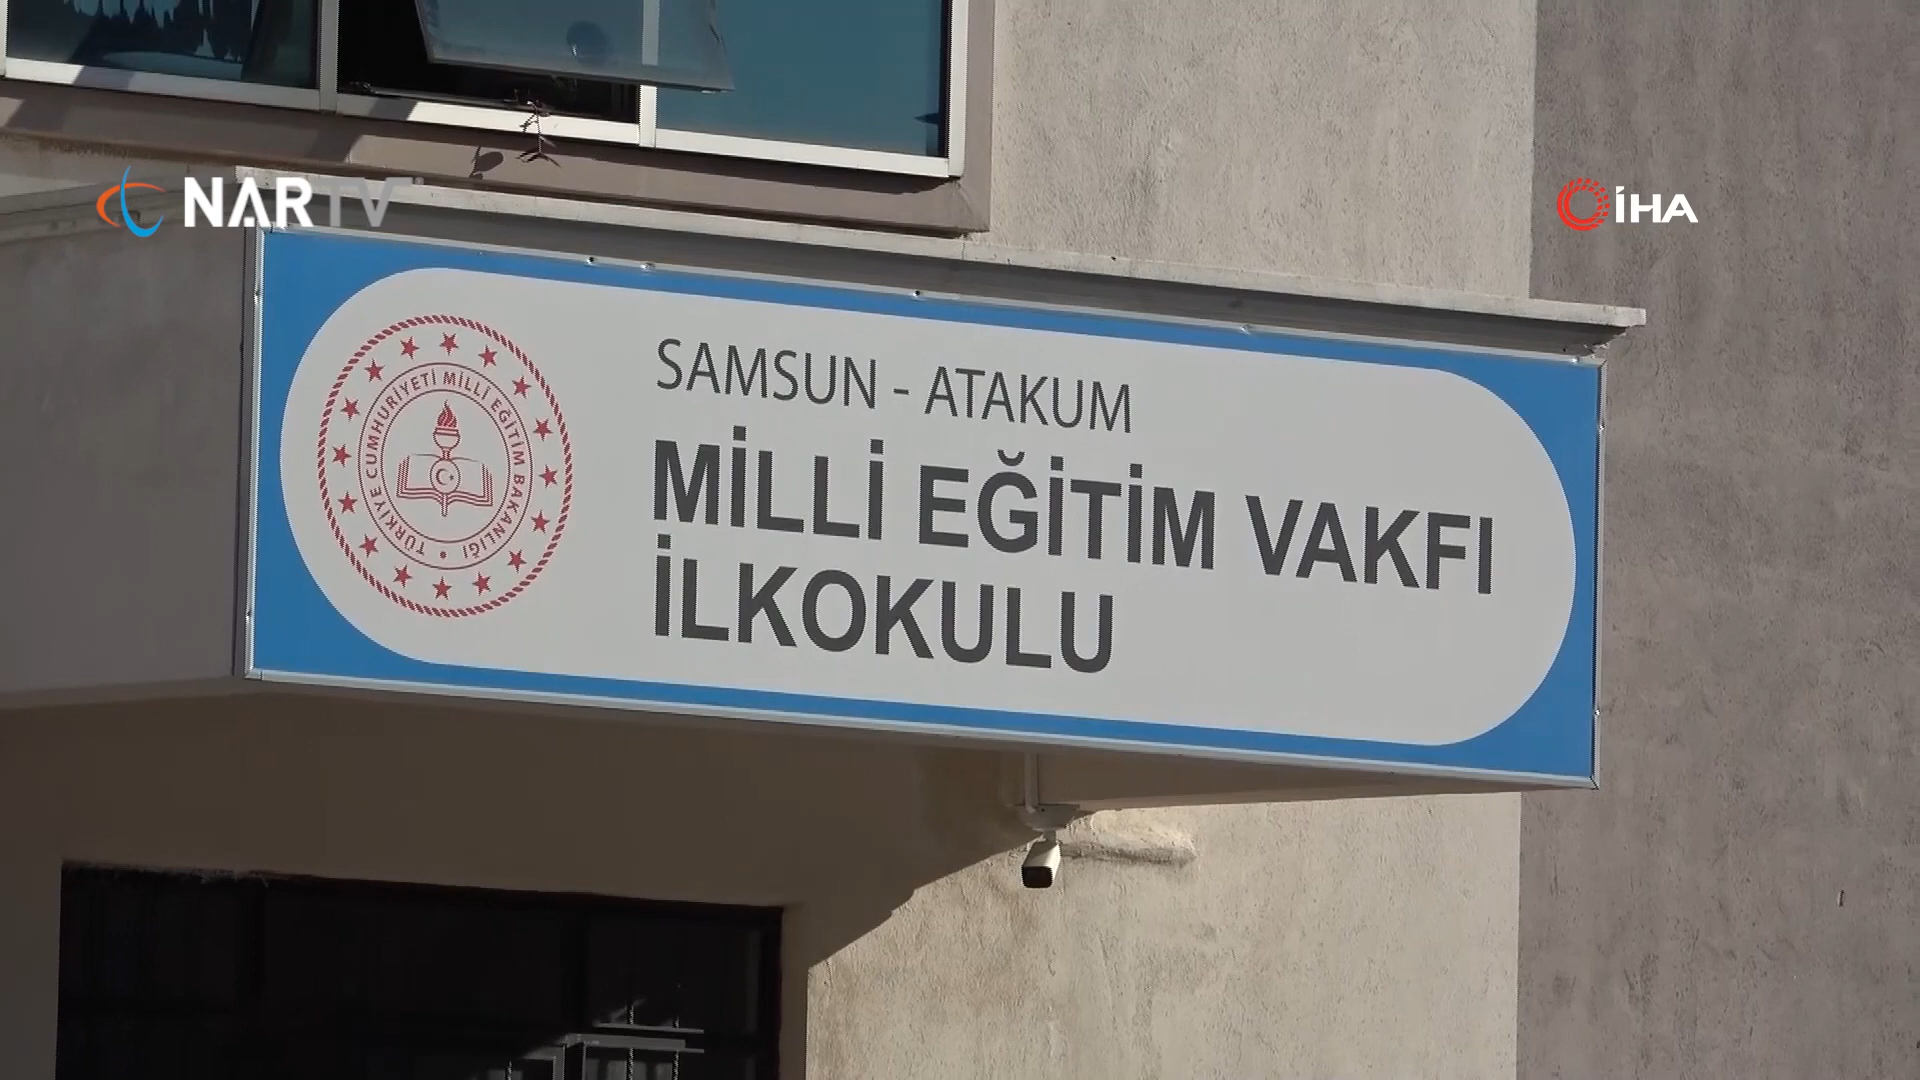 NARTV
İHA
SAMSUN - ATAKUM
MİLLİ EĞİTİM VAKFI
İLKOKULU
TÜRKİYE CUMHURİYETİ MİLLİ EĞİTİM BAKANLIĞI